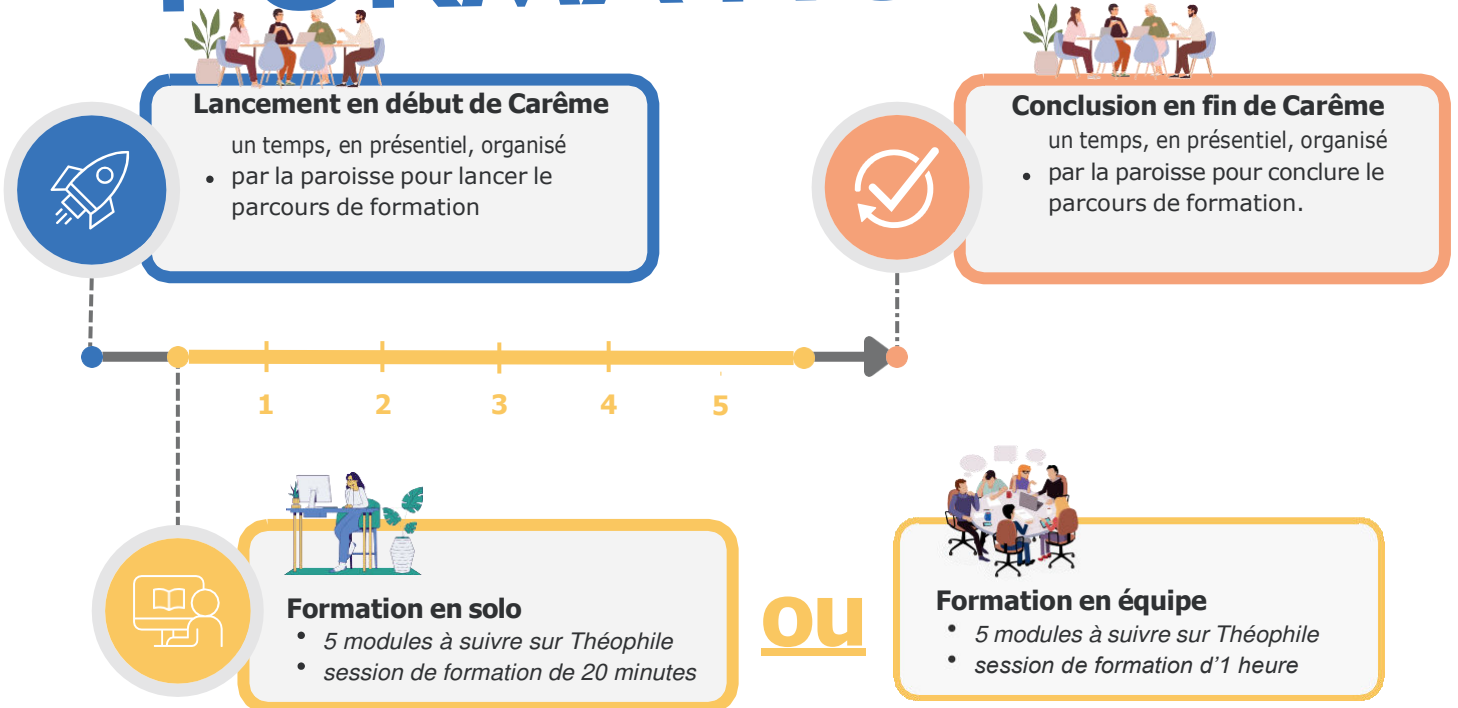 Lancement en début de Carême
un temps, en présentiel, organisé
• par la paroisse pour lancer le
parcours de formation
Conclusion en fin de Carême
un temps, en présentiel, organisé
• par la paroisse pour conclure le
parcours de formation.
1 2 3 4 5
Formation en solo
• 5 modules à suivre sur Théophile
• session de formation de 20 minutes
ou
Formation en équipe
• 5 modules à suivre sur Théophile
• session de formation d’1 heure